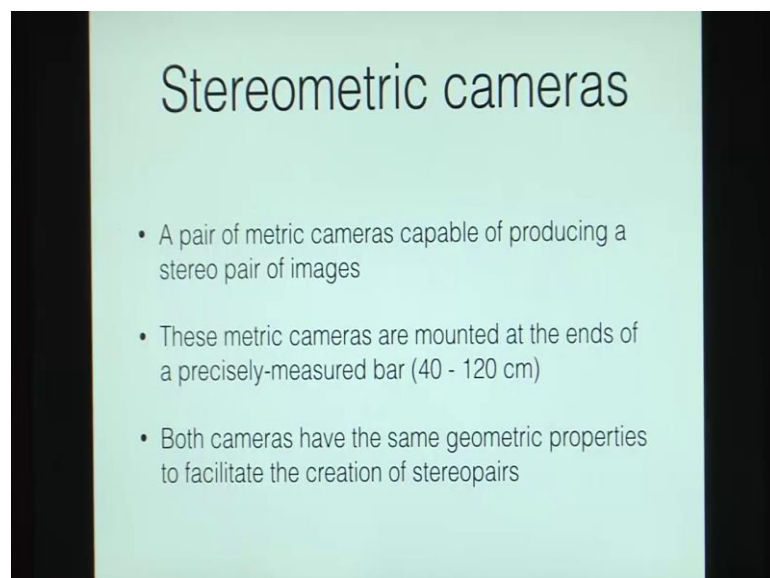 Stereometric cameras
• A pair of metric cameras capable of producing a
stereo pair of images
• These metric cameras are mounted at the ends of
a precisely-measured bar (40 - 120 cm)
• Both cameras have the same geometric properties
to facilitate the creation of stereopairs